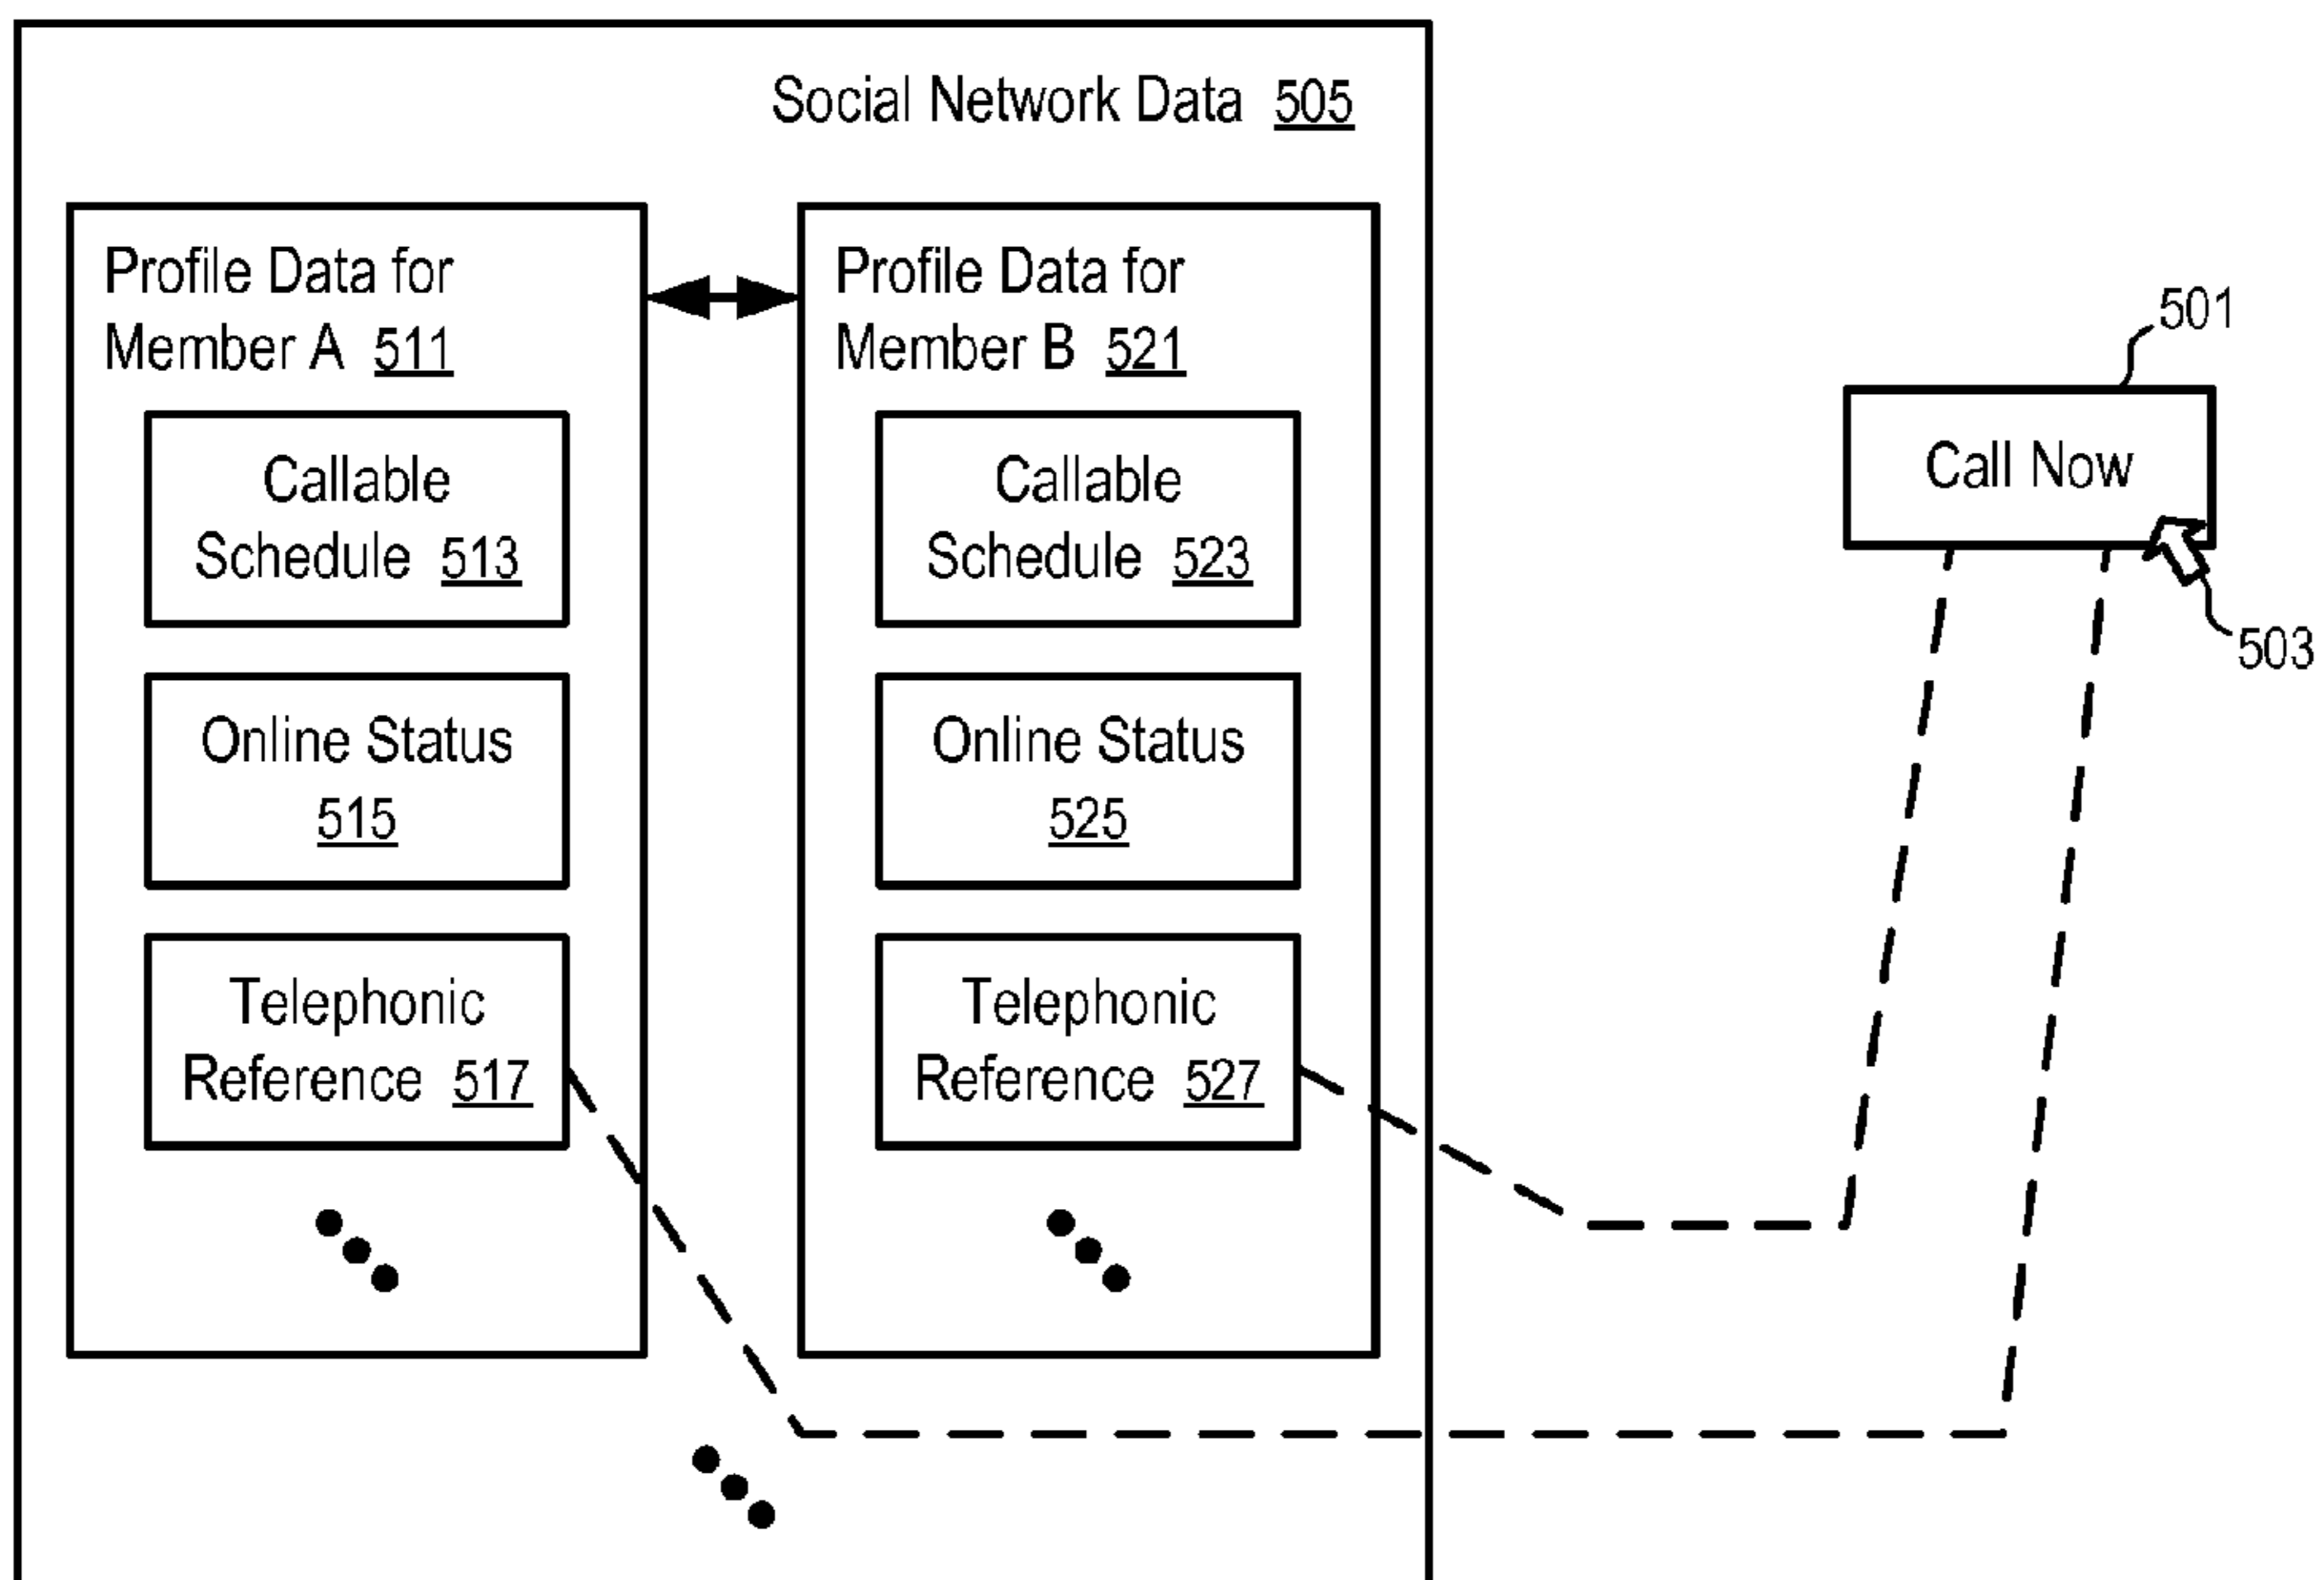 Social Network Data 505
Profile Data for
Member A 511
Callable
Schedule 513
Online Status
515
Telephonic
Reference 517
Profile Data for
Member B 521
Callable
Schedule 523
Online Status
525
Telephonic
Reference 527
501
Call Now
503